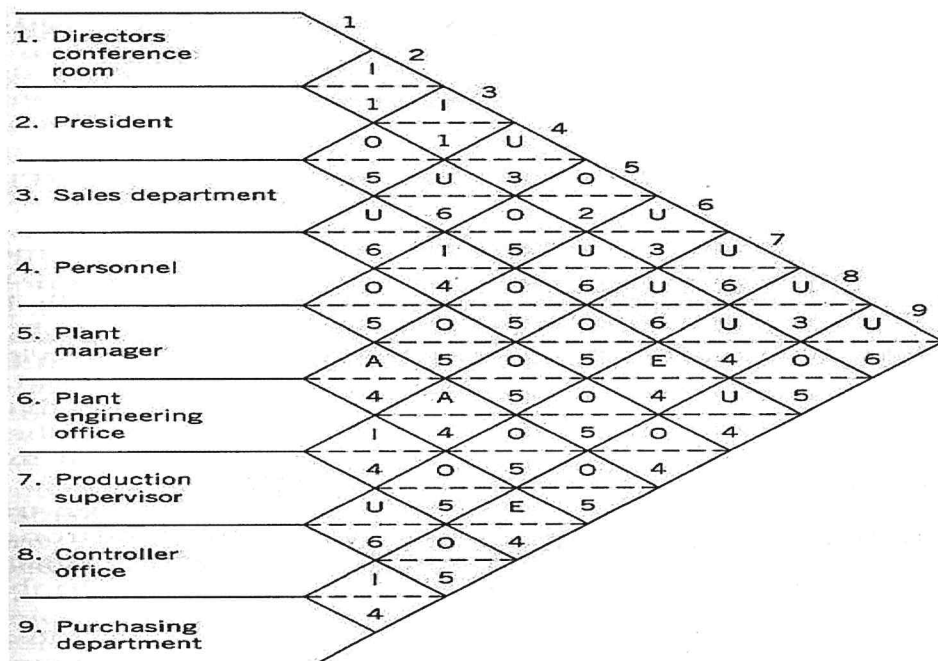 1. Directors
conference
room
2. President
3. Sales department
4. Personnel
5. Plant
manager
6. Plant
engineering
office
7. Production
supervisor
8. Controller
office
9. Purchasing
department
1 2 3 4 5 6 7 8 9
I
1 I
O 1 U
5 U 3 O
U 6 O 2 U
6 I 5 U 3 U
O 4 O 6 U 6 U
5 O 5 O 6 U 3 U
A 5 O 5 E 4 O 6
4 A 5 O 4 U 5
I 4 O 5 O 4
4 O 5 O 4
U 5 E 5
6 O 4
I 5
4